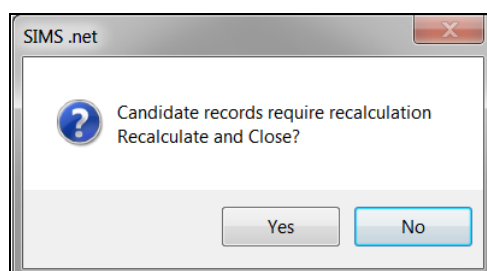 SIMS .net
Candidate records require recalculation
Recalculate and Close?
Yes No